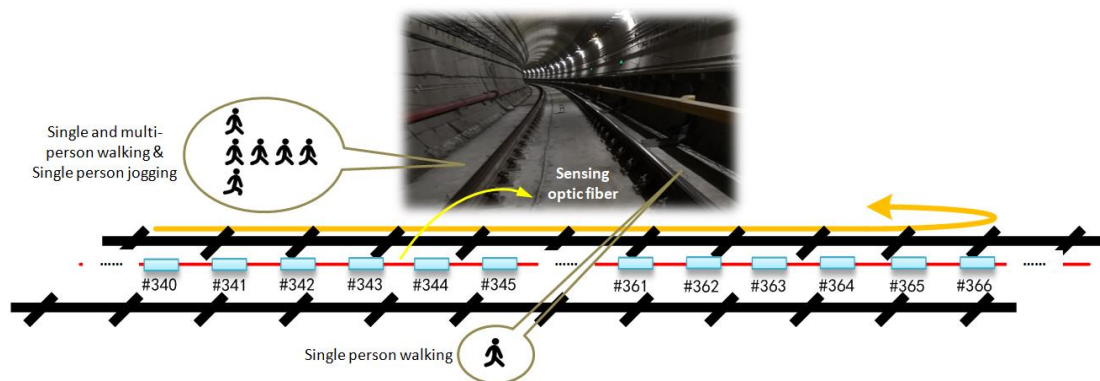 Single and multi-
person walking &
Single person jogging
Sensing
optic fiber
...... ...... ......
#340 #341 #342 #343 #344 #345 #361 #362 #363 #364 #365 #366
Single person walking